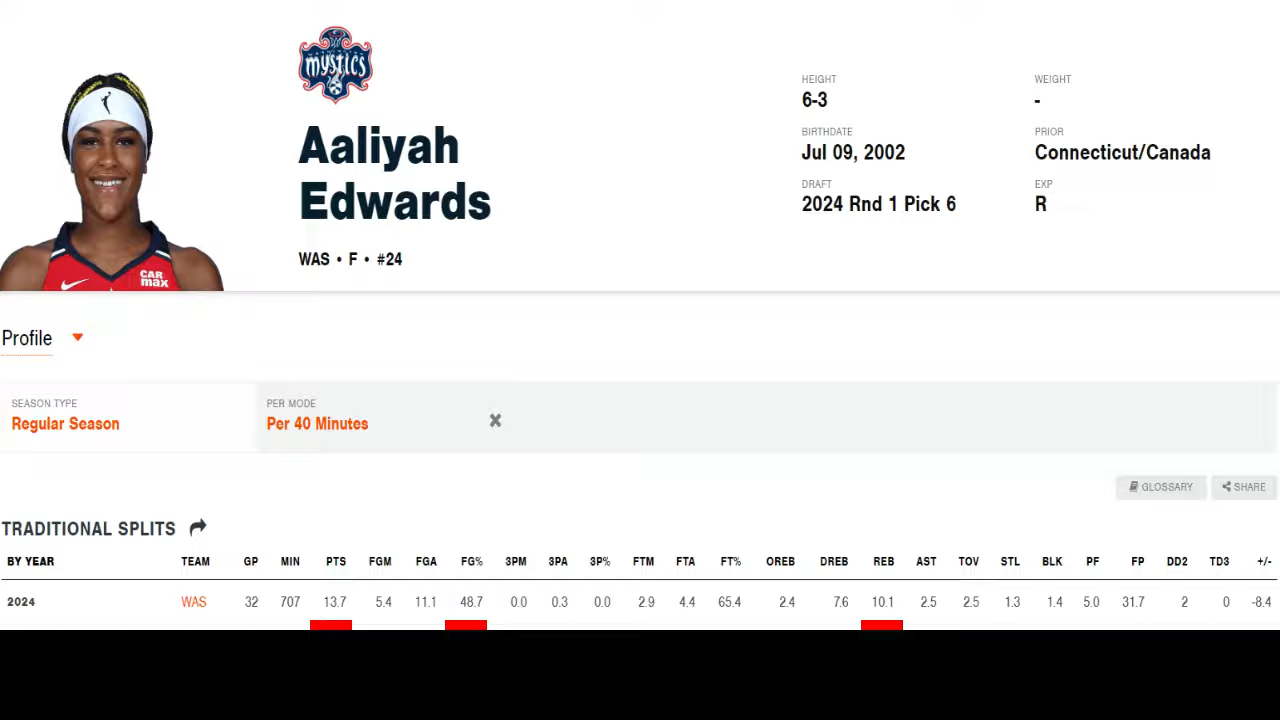 mystics
Aaliyah
Edwards
WAS • F • #24
HEIGHT
6-3
WEIGHT
-
BIRTHDATE
Jul 09, 2002
PRIOR
Connecticut/Canada
DRAFT
2024 Rnd 1 Pick 6
EXP
R
CAR
max
Profile
SEASON TYPE
Regular Season
PER MODE
Per 40 Minutes
GLOSSARY
SHARE
TRADITIONAL SPLITS
BY YEAR TEAM GP MIN PTS FGM FGA FG% 3PM 3PA 3P% FTM FTA FT% OREB DREB REB AST TOV STL BLK PF FP DD2 TD3 +/-
2024 WAS 32 707 13.7 5.4 11.1 48.7 0.0 0.3 0.0 2.9 4.4 65.4 2.4 7.6 10.1 2.5 2.5 1.3 1.4 5.0 31.7 2 0 -8.4